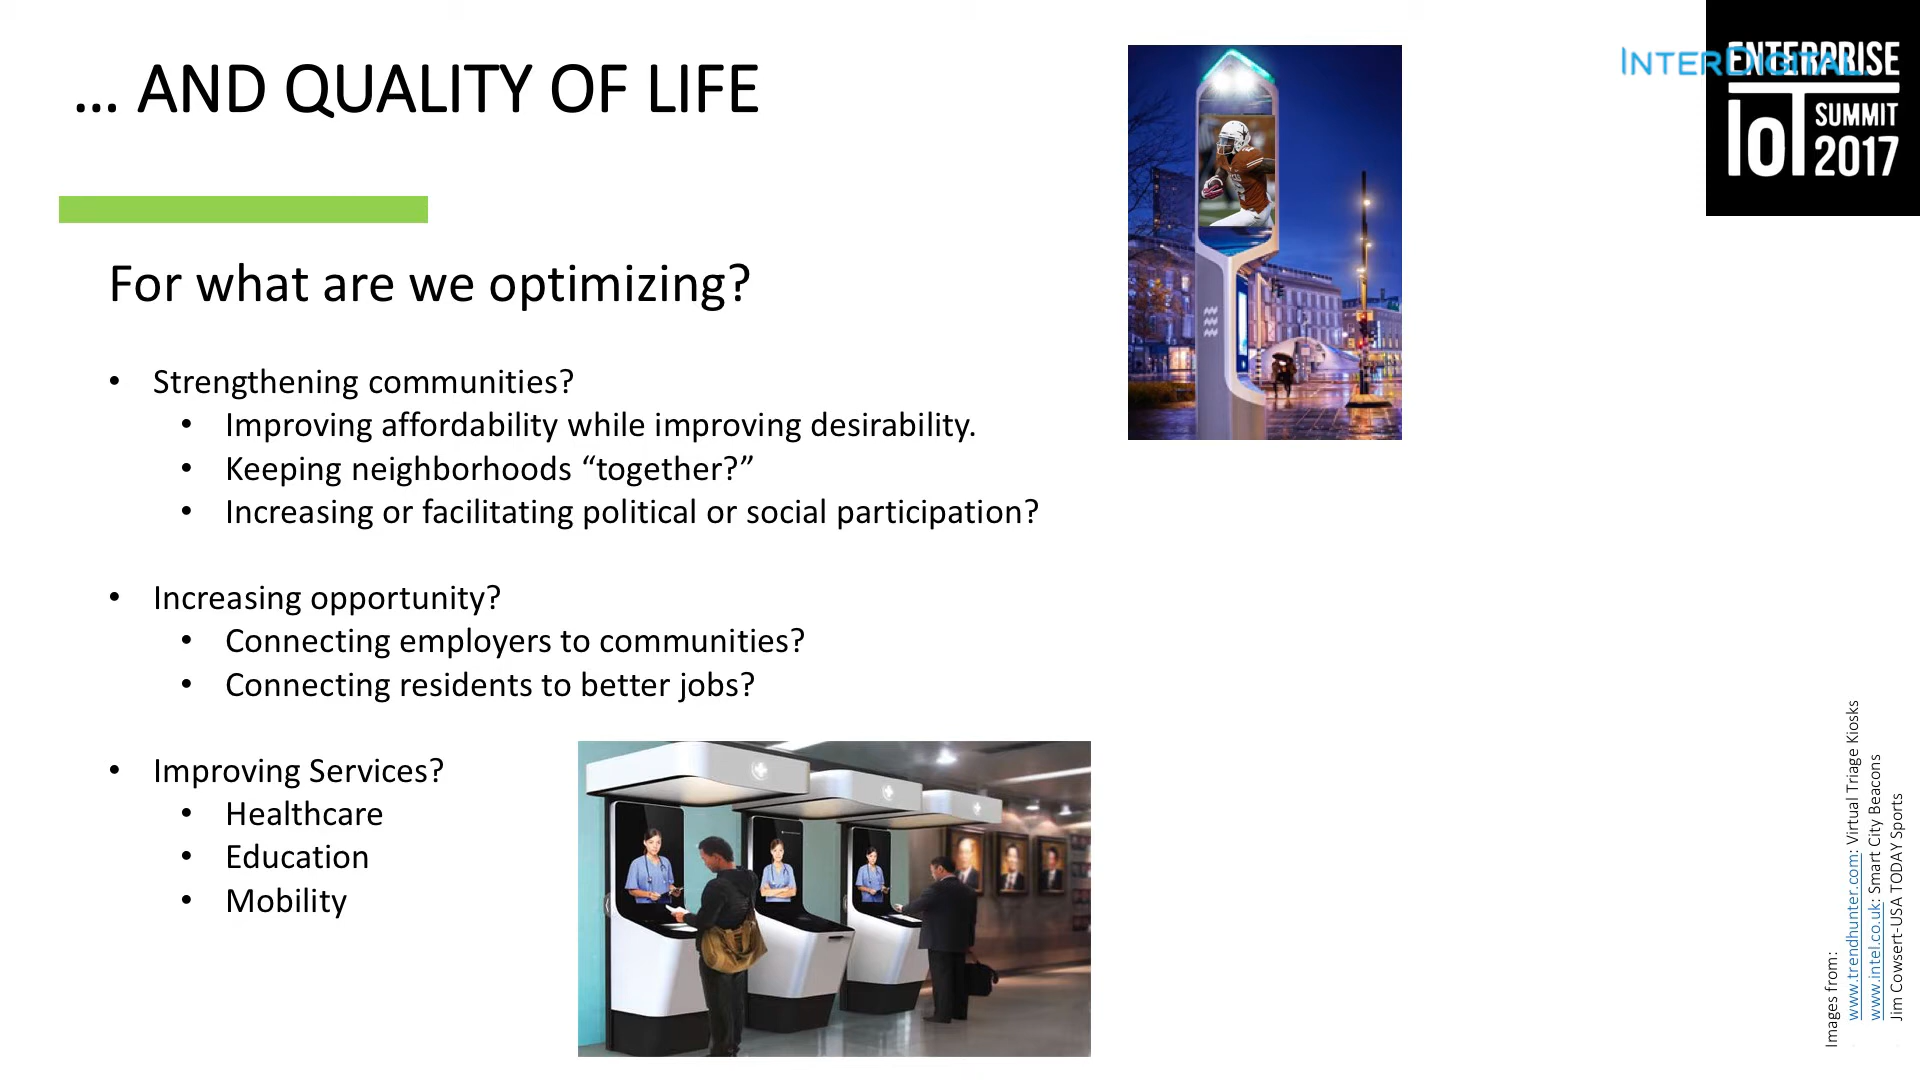 ... AND QUALITY OF LIFE
INTERDIGITAL
ENTERPRISE
IoT SUMMIT
2017
For what are we optimizing?
• Strengthening communities?
• Improving affordability while improving desirability.
• Keeping neighborhoods “together?”
• Increasing or facilitating political or social participation?
• Increasing opportunity?
• Connecting employers to communities?
• Connecting residents to better jobs?
• Improving Services?
• Healthcare
• Education
• Mobility
Images from:
www.trendhunter.com: Virtual Triage Kiosks
www.intel.co.uk: Smart City Beacons
Jim Cowsert-USA TODAY Sports